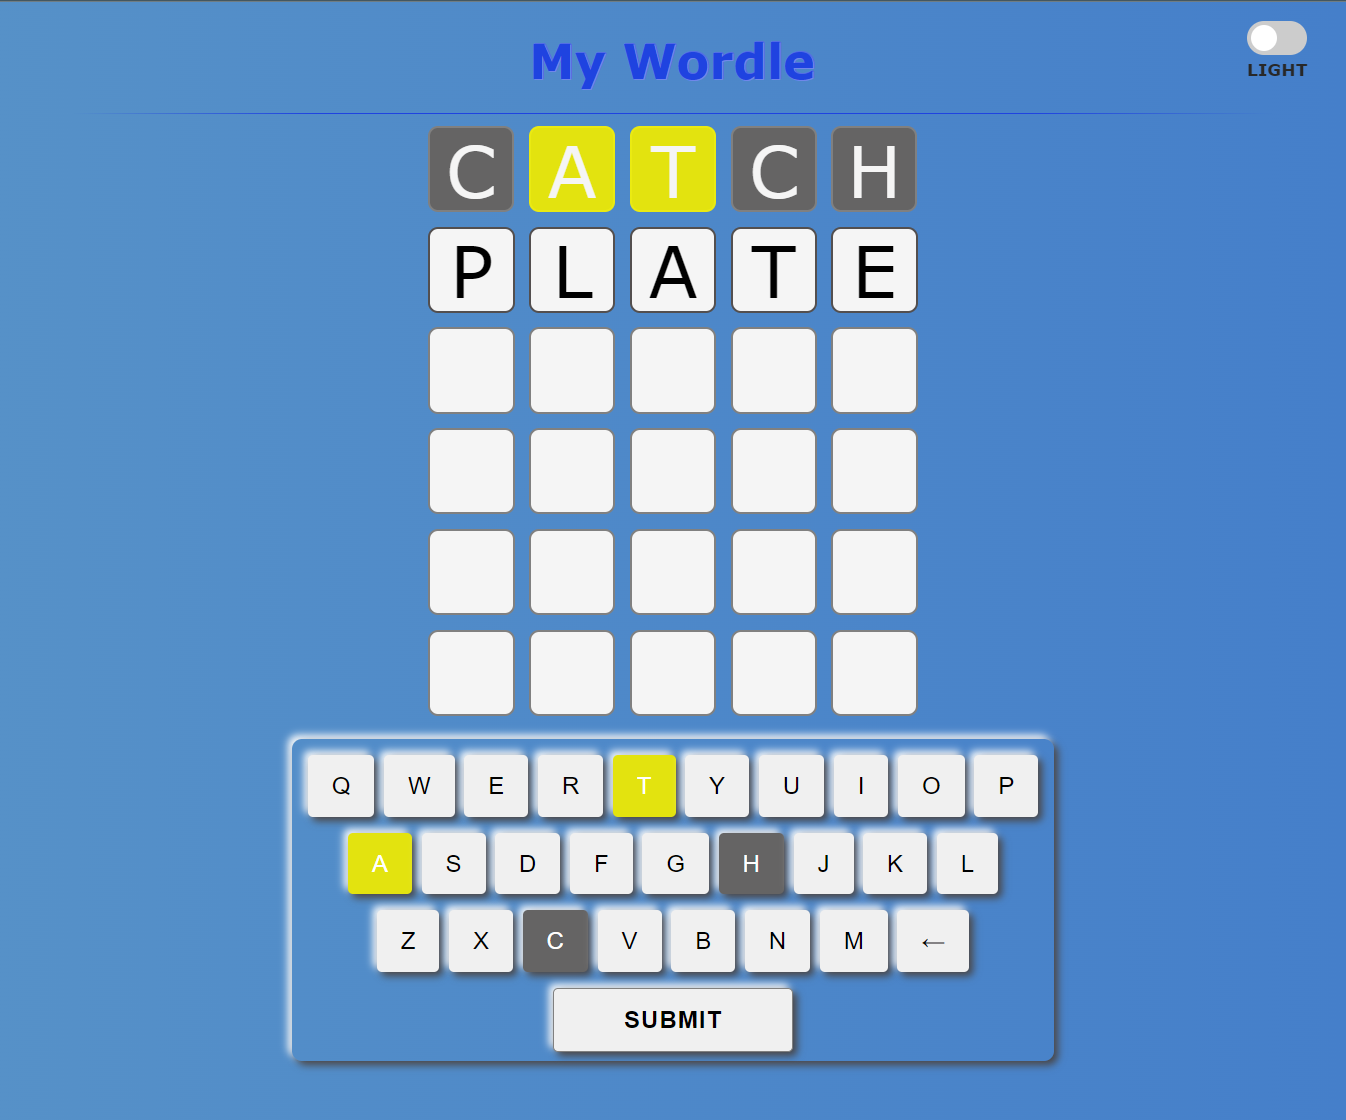 My Wordle
LIGHT
C A T C H
P L A T E
Q W E R T Y U I O P
A S D F G H J K L
Z X C V B N M ←
SUBMIT